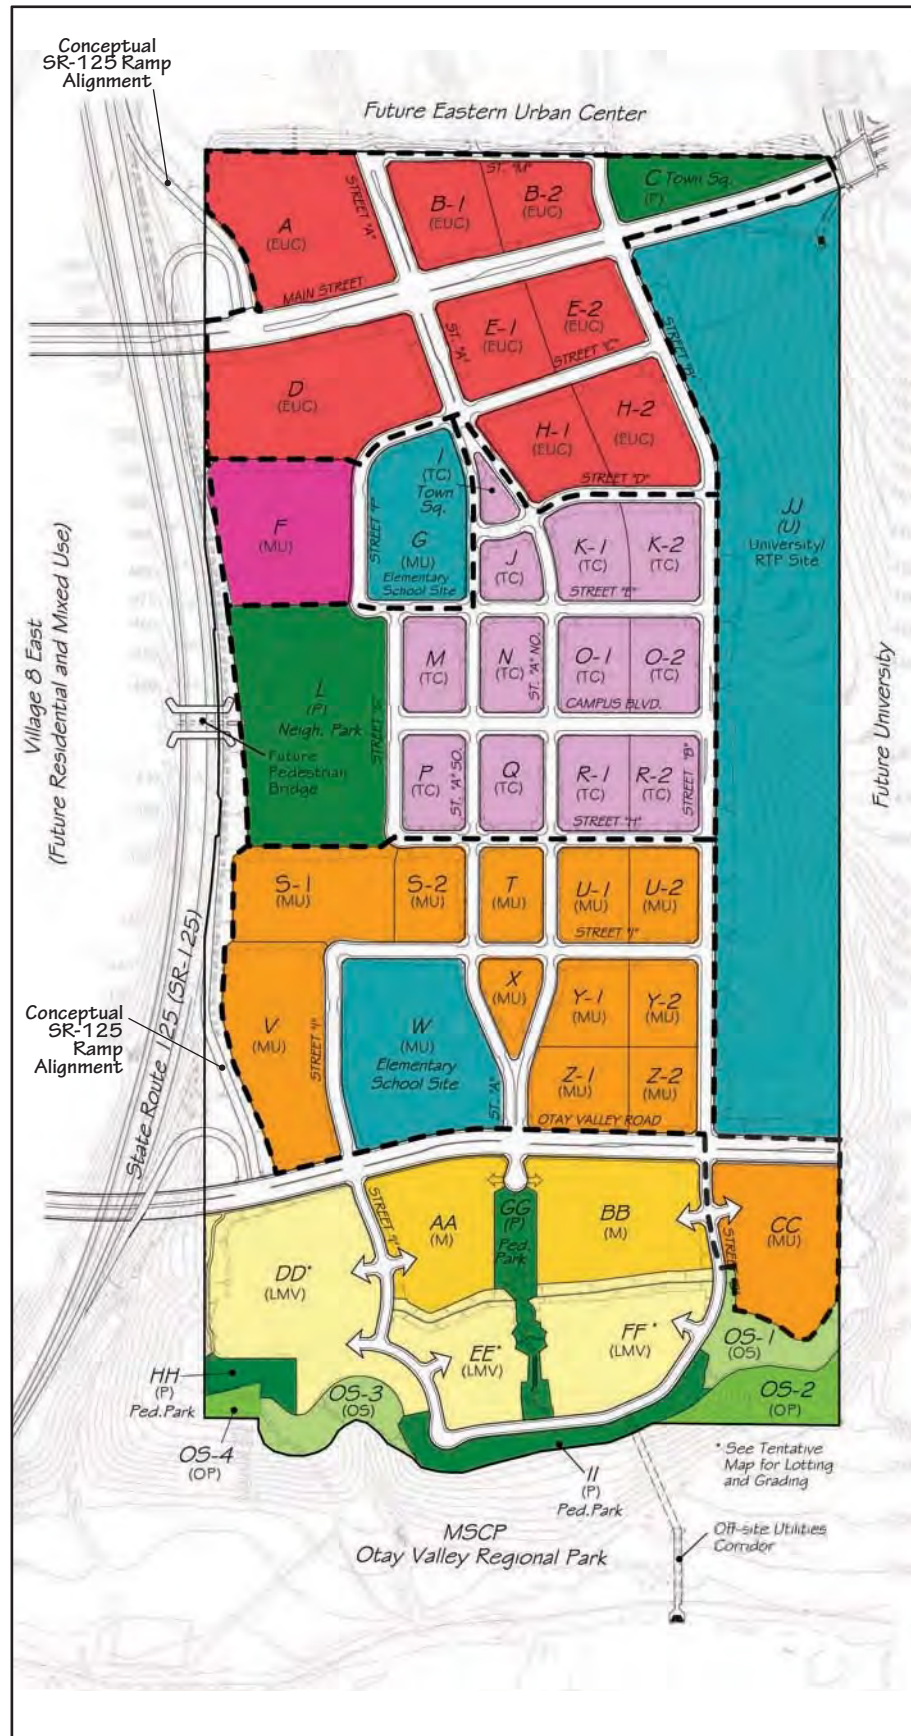 Conceptual
SR-125 Ramp
Alignment
Future Eastern Urban Center
A
(EUC)
STREET "A"
B-1
(EUC)
ST. "M"
B-2
(EUC)
C Town Sq.
(P)
MAIN STREET
D
(EUC)
ST. "A"
E-1
(EUC)
E-2
(EUC)
STREET "C"
STREET "B"
H-1
(EUC)
H-2
(EUC)
STREET "D"
F
(MU)
STREET "F"
G
(MU)
Elementary
School Site
I
(TC)
Town
Sq.
J
(TC)
K-1
(TC)
K-2
(TC)
STREET "E"
JJ
(U)
University/
RTP Site
Village 8 East
(Future Residential and Mixed Use)
Future University
L
(P)
Neigh. Park
Future
Pedestrian
Bridge
STREET "G"
M
(TC)
N
(TC)
ST. "A" NO.
O-1
(TC)
O-2
(TC)
CAMPUS BLVD.
P
(TC)
ST. "A" SO.
Q
(TC)
R-1
(TC)
R-2
(TC)
STREET "B"
STREET "H"
S-1
(MU)
S-2
(MU)
T
(MU)
U-1
(MU)
U-2
(MU)
STREET "J"
State Route 125 (SR-125)
Conceptual
SR-125
Ramp
Alignment
V
(MU)
W
(MU)
Elementary
School Site
ST. "A"
X
(MU)
Y-1
(MU)
Y-2
(MU)
Z-1
(MU)
Z-2
(MU)
OTAY VALLEY ROAD
AA
(M)
GG
(P)
Ped.
Park
BB
(M)
STREET
CC
(MU)
DD*
(LMV)
EE*
(LMV)
FF *
(LMV)
OS-1
(OS)
OS-2
(OP)
HH
(P)
Ped.Park
OS-3
(OS)
OS-4
(OP)
II
(P)
Ped.Park
* See Tentative
Map for Lotting
and Grading
MSCP
Otay Valley Regional Park
Off-site Utilities
Corridor